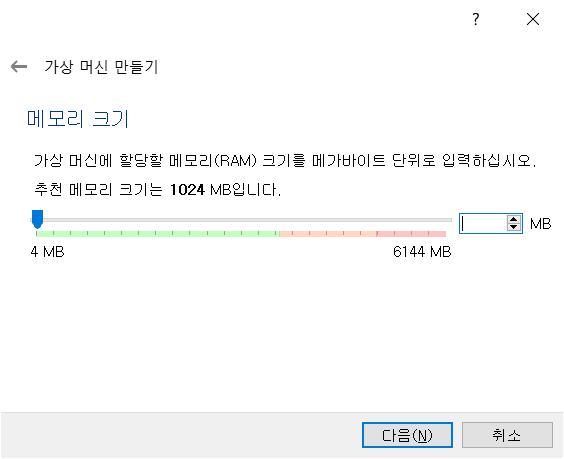 ?
가상 머신 만들기
메모리 크기
가상 머신에 할당할 메모리(RAM) 크기를 메가바이트 단위로 입력하십시오.
추천 메모리 크기는 1024 MB입니다.
MB
4 MB 6144 MB
다음(N) 취소